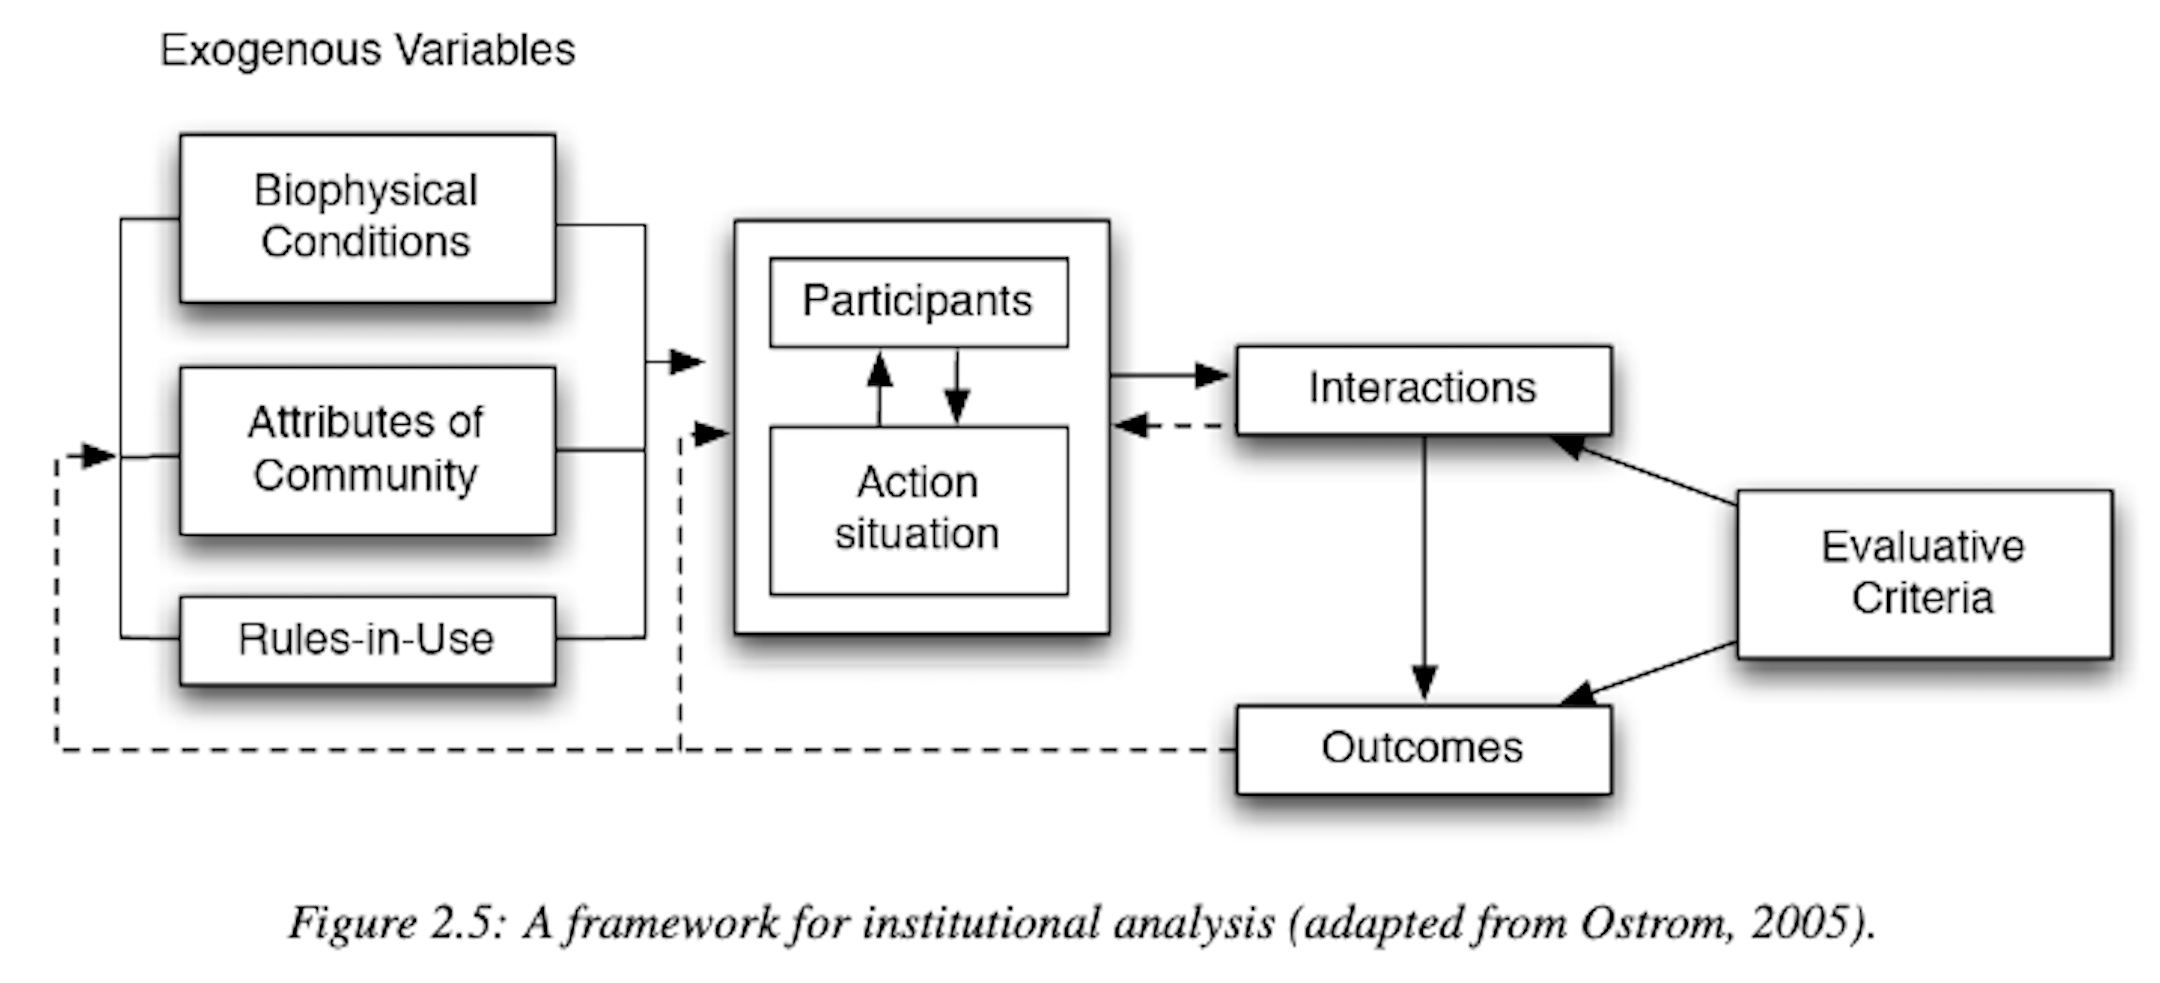 Exogenous Variables
Biophysical
Conditions
Attributes of
Community
Rules-in-Use
Participants
Action
situation
Interactions
Outcomes
Evaluative
Criteria
Figure 2.5: A framework for institutional analysis (adapted from Ostrom, 2005).